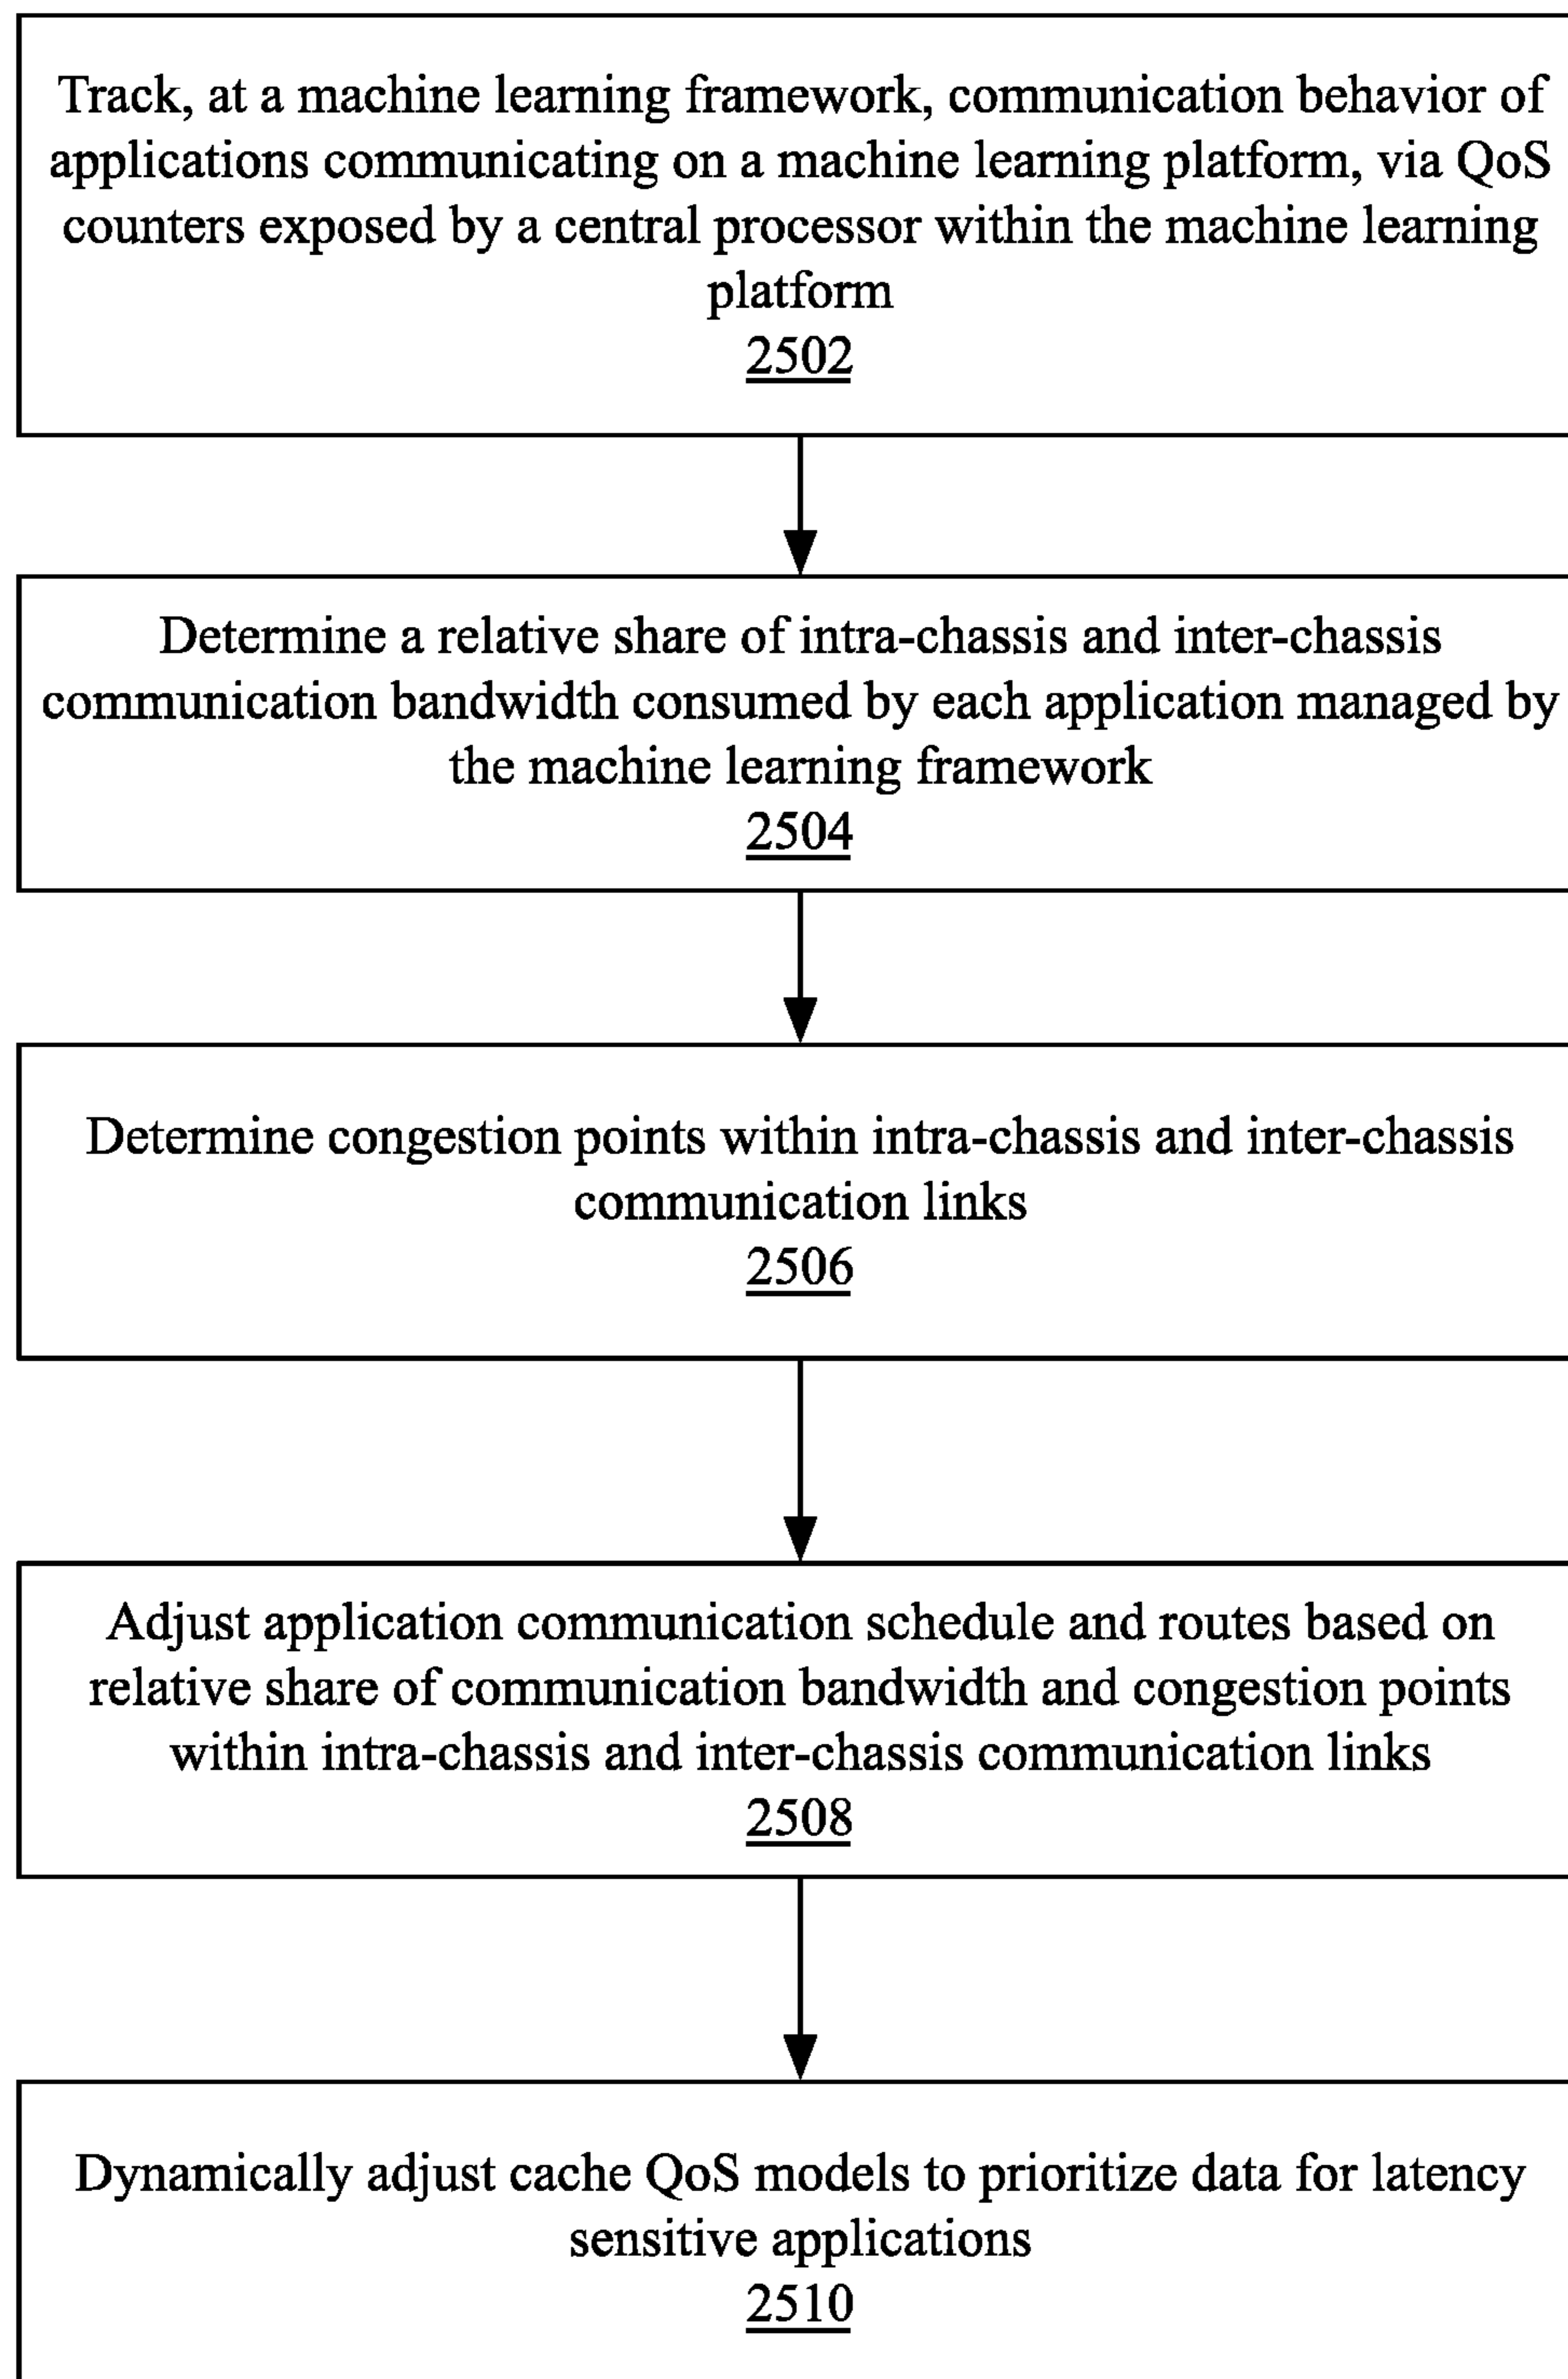 Track, at a machine learning framework, communication behavior of
applications communicating on a machine learning platform, via QoS
counters exposed by a central processor within the machine learning
platform
2502
Determine a relative share of intra-chassis and inter-chassis
communication bandwidth consumed by each application managed by
the machine learning framework
2504
Determine congestion points within intra-chassis and inter-chassis
communication links
2506
Adjust application communication schedule and routes based on
relative share of communication bandwidth and congestion points
within intra-chassis and inter-chassis communication links
2508
Dynamically adjust cache QoS models to prioritize data for latency
sensitive applications
2510